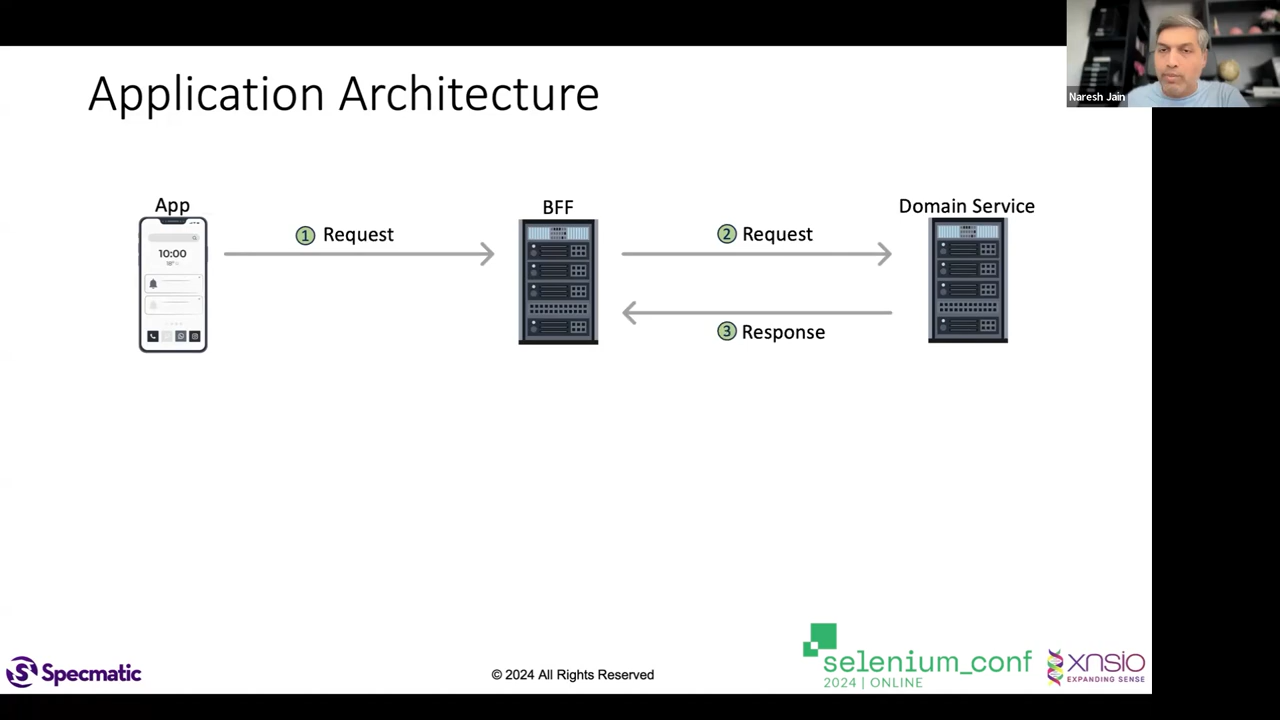 Naresh Jain
Application Architecture
App
BFF
Domain Service
1 Request
2 Request
10:00
3 Response
Specmatic
© 2024 All Rights Reserved
selenium_conf
2024 | ONLINE
xnsio
EXPANDING SENSE